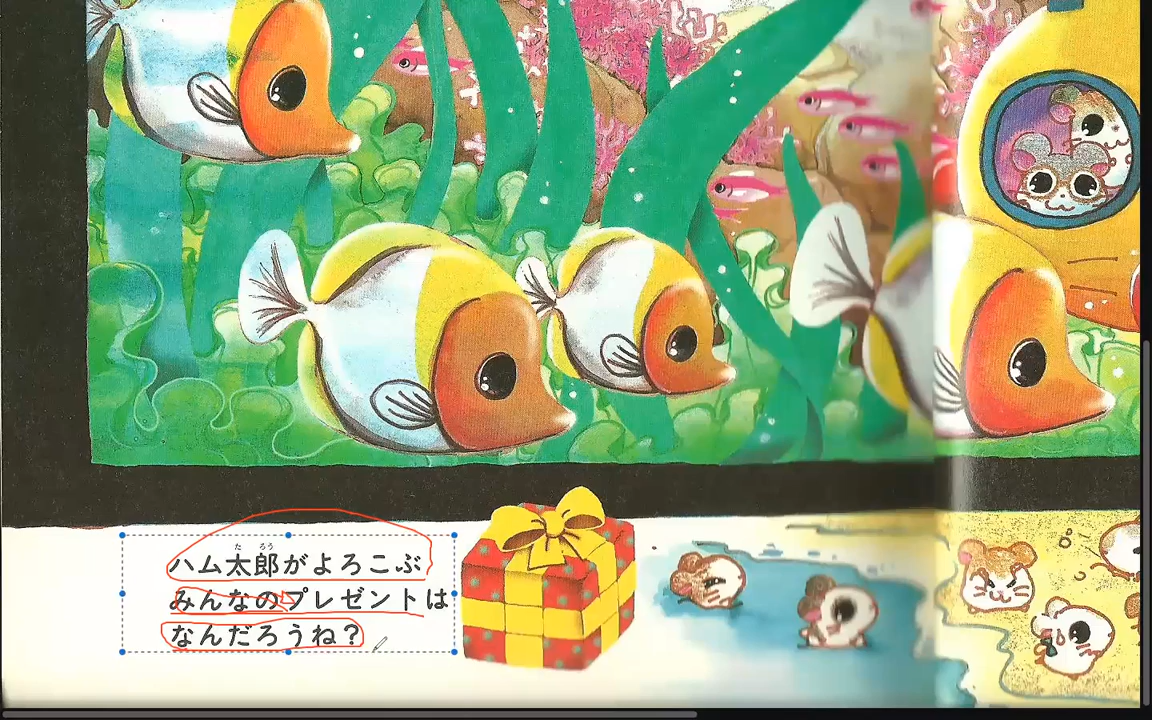 ハム太郎がよろこぶ
みんなのプレゼントは
なんだろうね？